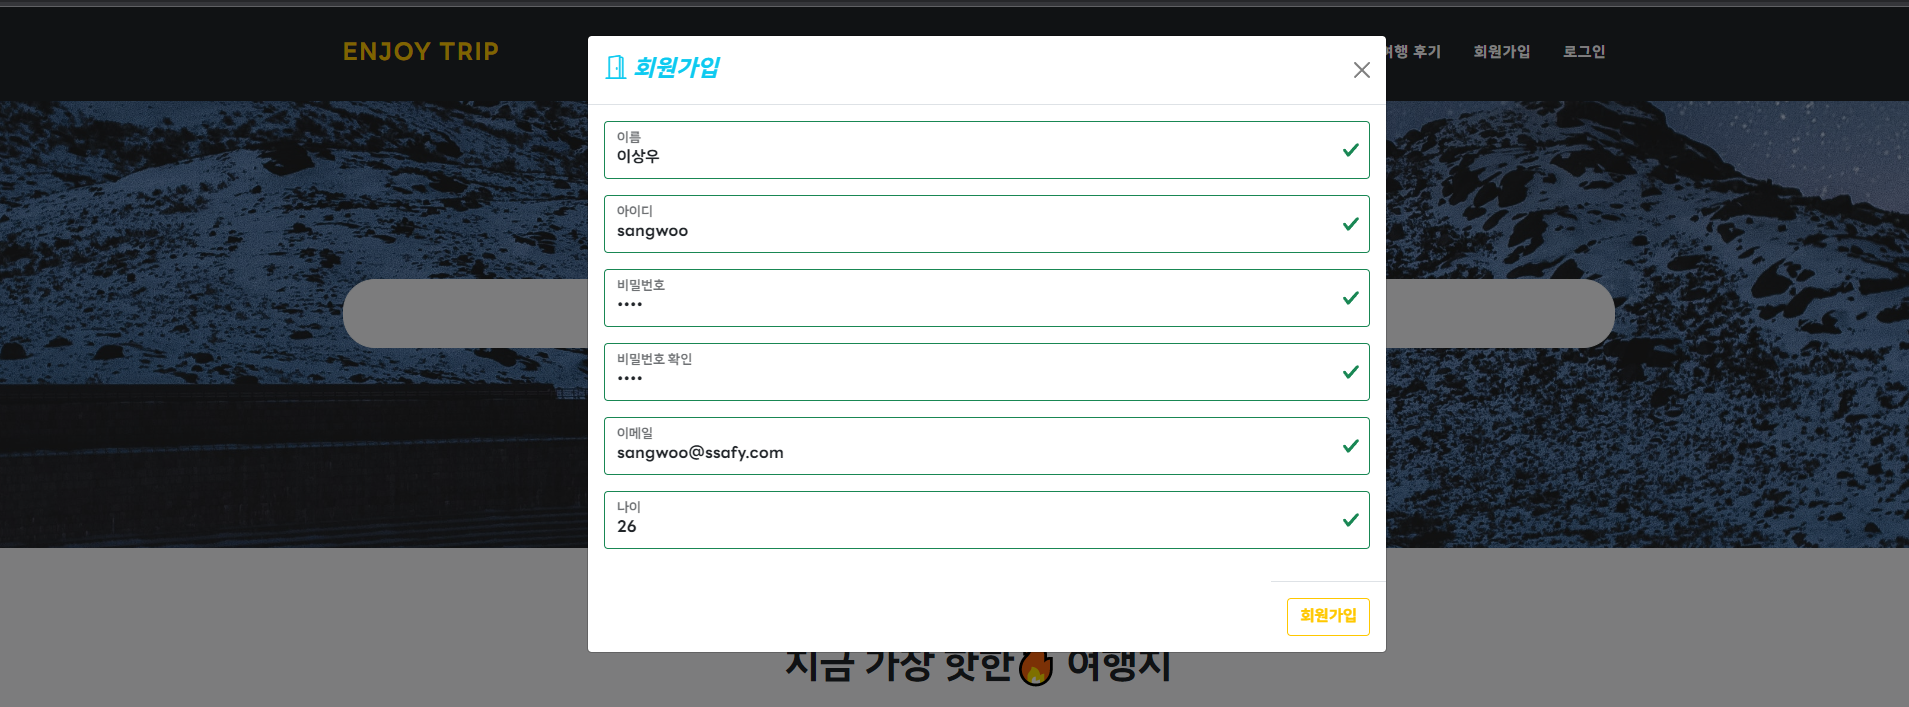 ENJOY TRIP
여행 후기 회원가입 로그인
회원가입
이름
이상우
아이디
sangwoo
비밀번호
••••
비밀번호 확인
••••
이메일
sangwoo@ssafy.com
나이
26
회원가입
지금 가장 핫한🔥 여행지